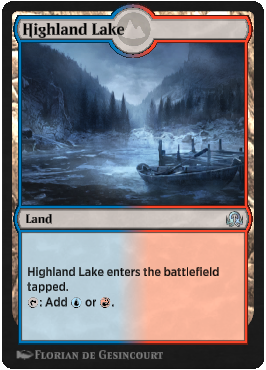 Highland Lake
Land
Highland Lake enters the battlefield
tapped.
: Add or .
Florian de Gesincourt